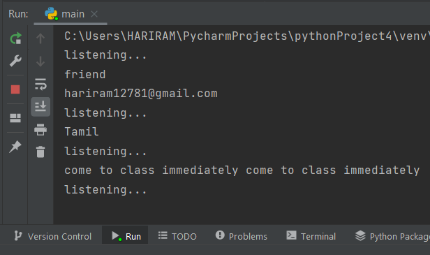 Run: main
C:\Users\HARIRAM\PycharmProjects\pythonProject4\venv\
listening...
friend
hariram12781@gmail.com
listening...
Tamil
listening...
come to class immediately come to class immediately
listening...
Version Control Run TODO Problems Terminal Python Packag